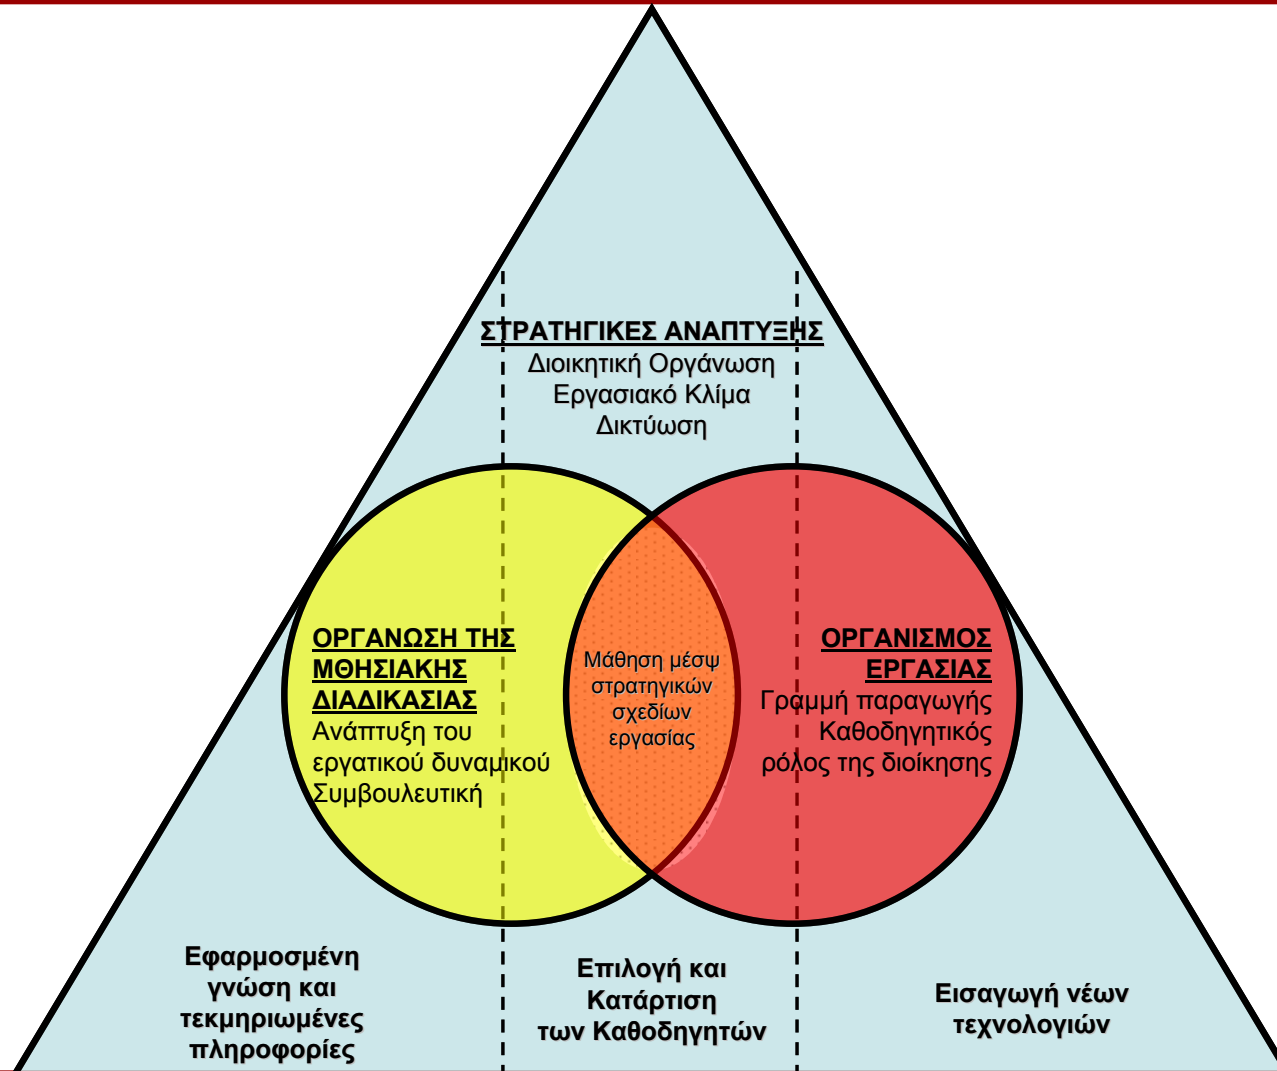 ΣΤΡΑΤΗΓΙΚΕΣ ΑΝΑΠΤΥΞΗΣ
Διοικητική Οργάνωση
Εργασιακό Κλίμα
Δικτύωση
ΟΡΓΑΝΩΣΗ ΤΗΣ
ΜΘΗΣΙΑΚΗΣ
ΔΙΑΔΙΚΑΣΙΑΣ
Ανάπτυξη του
εργατικού δυναμικού
Συμβουλευτική
Μάθηση μέσψ
στρατηγικών
σχεδίων
εργασίας
ΟΡΓΑΝΙΣΜΟΣ
ΕΡΓΑΣΙΑΣ
Γραμμή παραγωγής
Καθοδηγητικός
ρόλος της διοίκησης
Εφαρμοσμένη
γνώση και
τεκμηριωμένες
πληροφορίες
Επιλογή και
Κατάρτιση
των Καθοδηγητών
Εισαγωγή νέων
τεχνολογιών